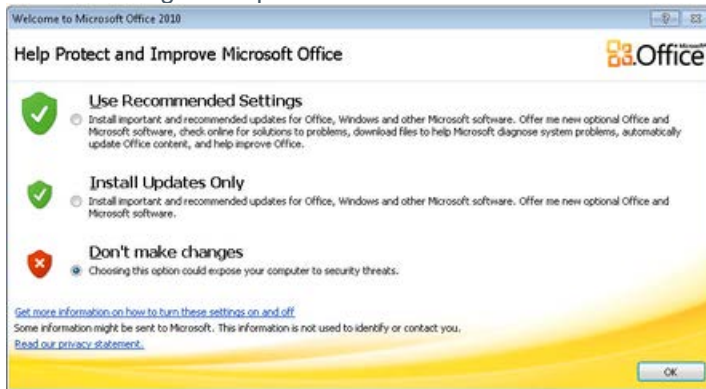 Welcome to Microsoft Office 2010
Help Protect and Improve Microsoft Office
Office
Use Recommended Settings
Install important and recommended updates for Office, Windows and other Microsoft software. Offer me new optional Office and
Microsoft software, check online for solutions to problems, download files to help Microsoft diagnose system problems, automatically
update Office content, and help improve Office.
Install Updates Only
Install important and recommended updates for Office, Windows and other Microsoft software. Offer me new optional Office and
Microsoft software.
Don't make changes
Choosing this option could expose your computer to security threats.
Get more information on how to turn these settings on and off
Some information might be sent to Microsoft. This information is not used to identify or contact you.
Read our privacy statement.
OK